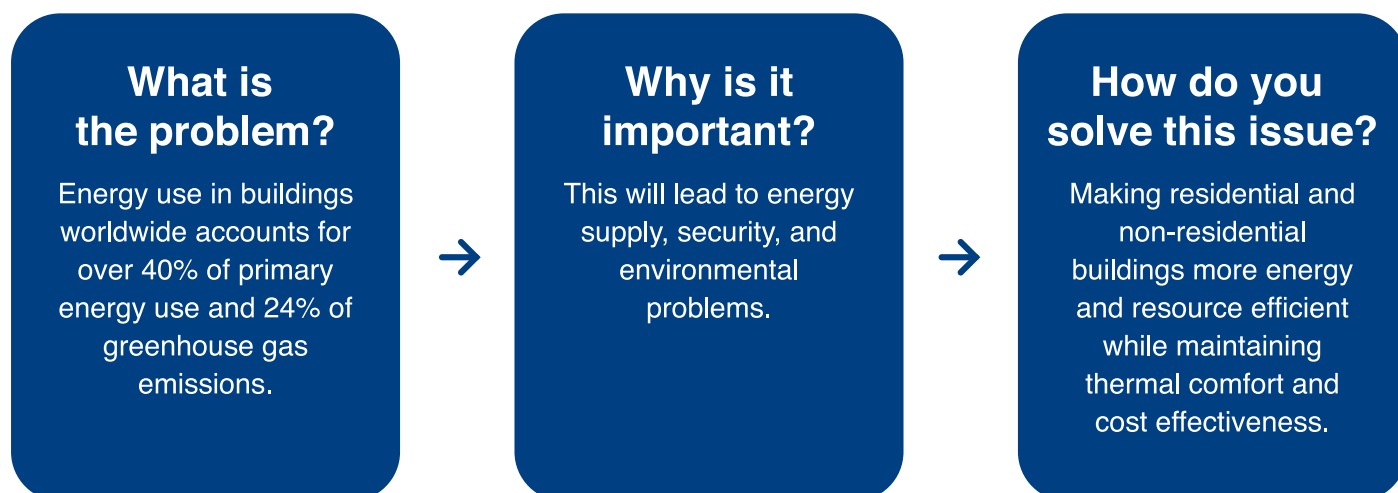 What is
the problem?
Energy use in buildings
worldwide accounts for
over 40% of primary
energy use and 24% of
greenhouse gas
emissions.
Why is it
important?
This will lead to energy
supply, security, and
environmental
problems.
How do you
solve this issue?
Making residential and
non-residential
buildings more energy
and resource efficient
while maintaining
thermal comfort and
cost effectiveness.